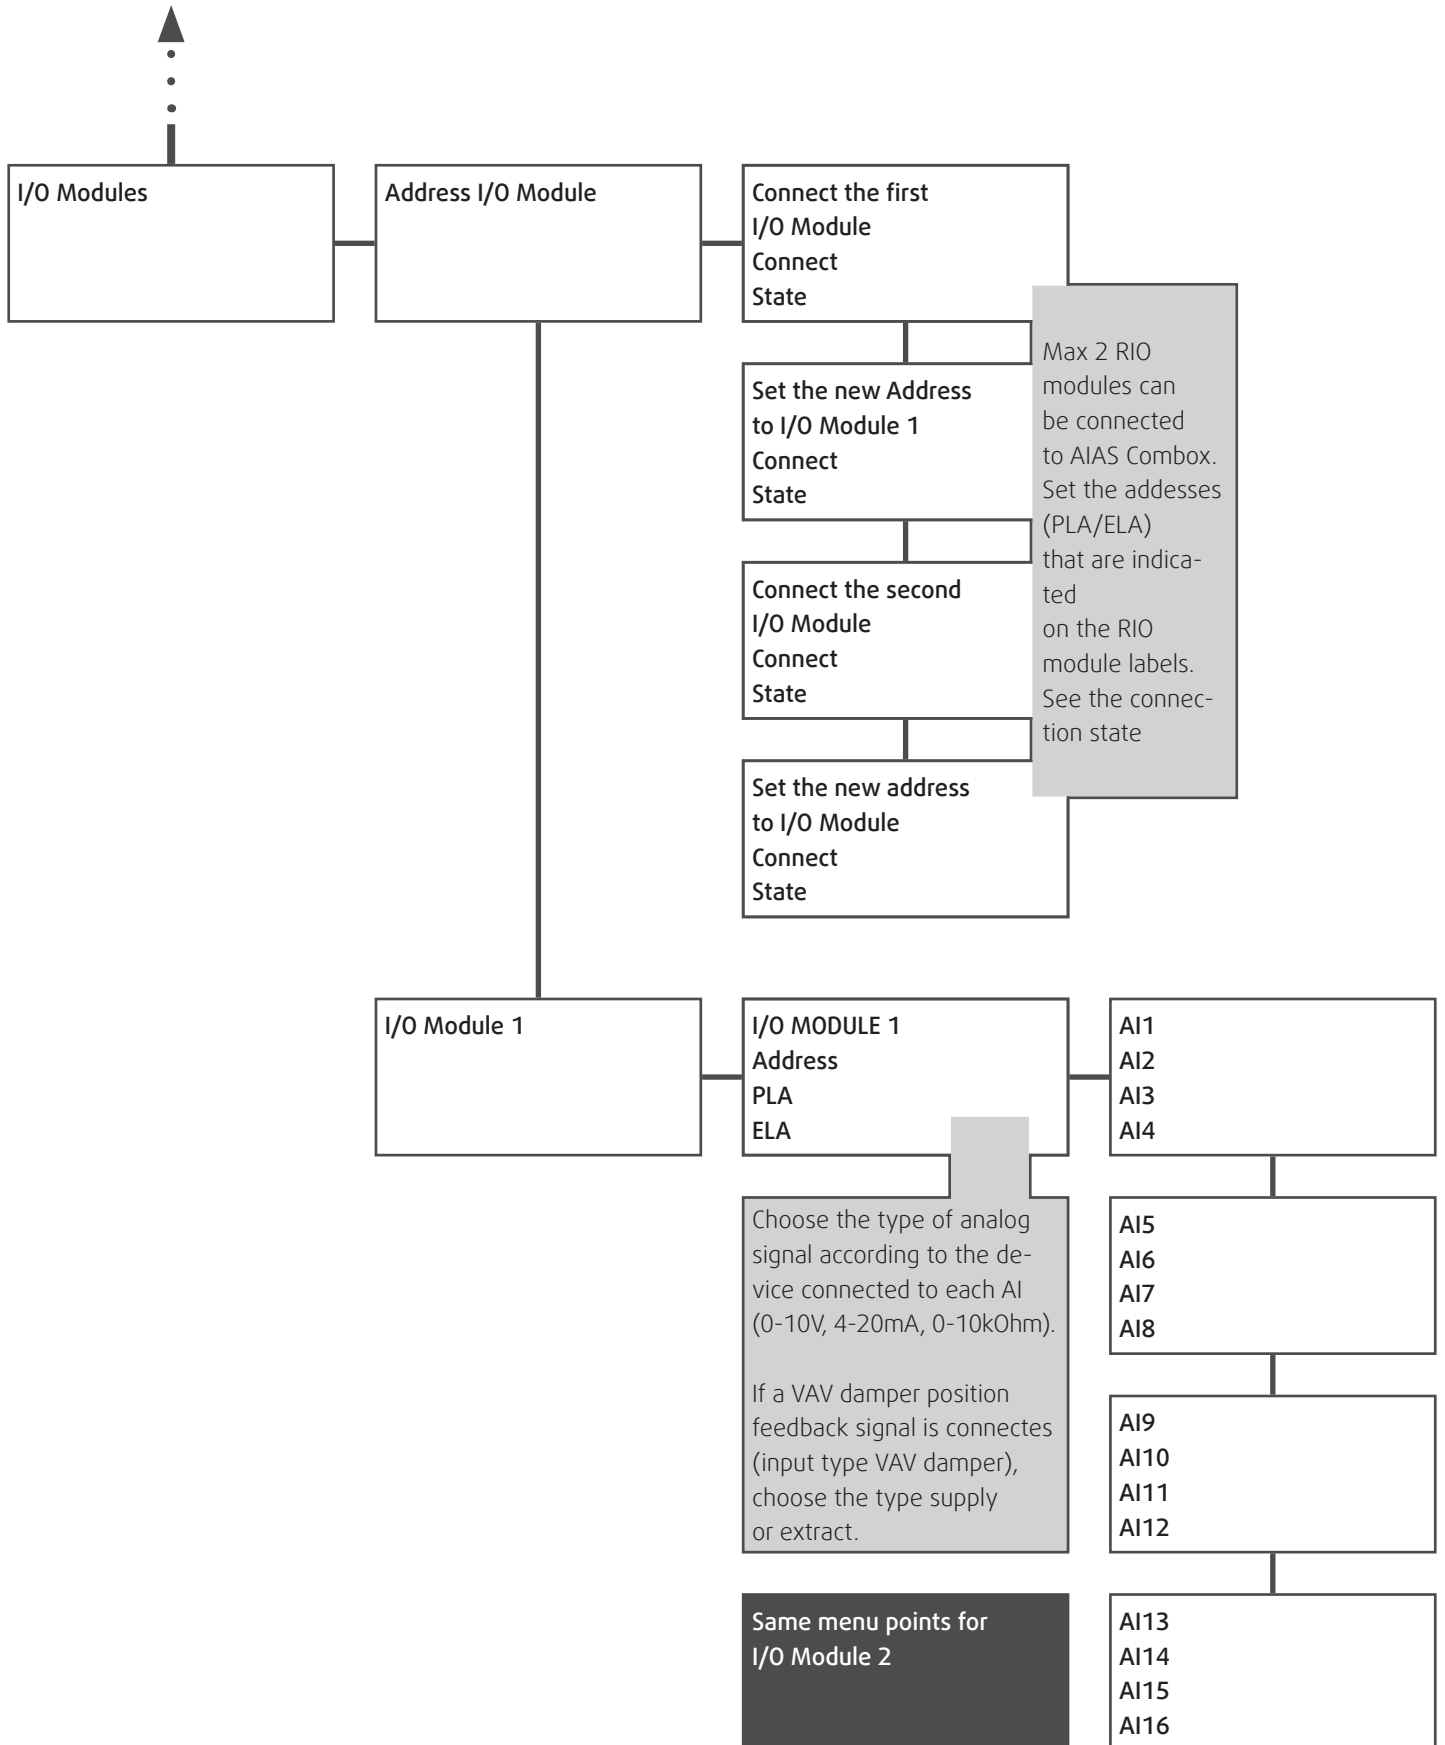 I/O Modules
Address I/O Module
Connect the first
I/O Module
Connect
State
Set the new Address
to I/O Module 1
Connect
State
Connect the second
I/O Module
Connect
State
Set the new address
to I/O Module
Connect
State
Max 2 RIO
modules can
be connected
to AIAS Combox.
Set the addesses
(PLA/ELA)
that are indica-
ted
on the RIO
module labels.
See the connec-
tion state
I/O Module 1
I/O MODULE 1
Address
PLA
ELA
Choose the type of analog
signal according to the de-
vice connected to each AI
(0-10V, 4-20mA, 0-10kOhm).
If a VAV damper position
feedback signal is connectes
(input type VAV damper),
choose the type supply
or extract.
Same menu points for
I/O Module 2
AI1
AI2
AI3
AI4
AI5
AI6
AI7
AI8
AI9
AI10
AI11
AI12
AI13
AI14
AI15
AI16